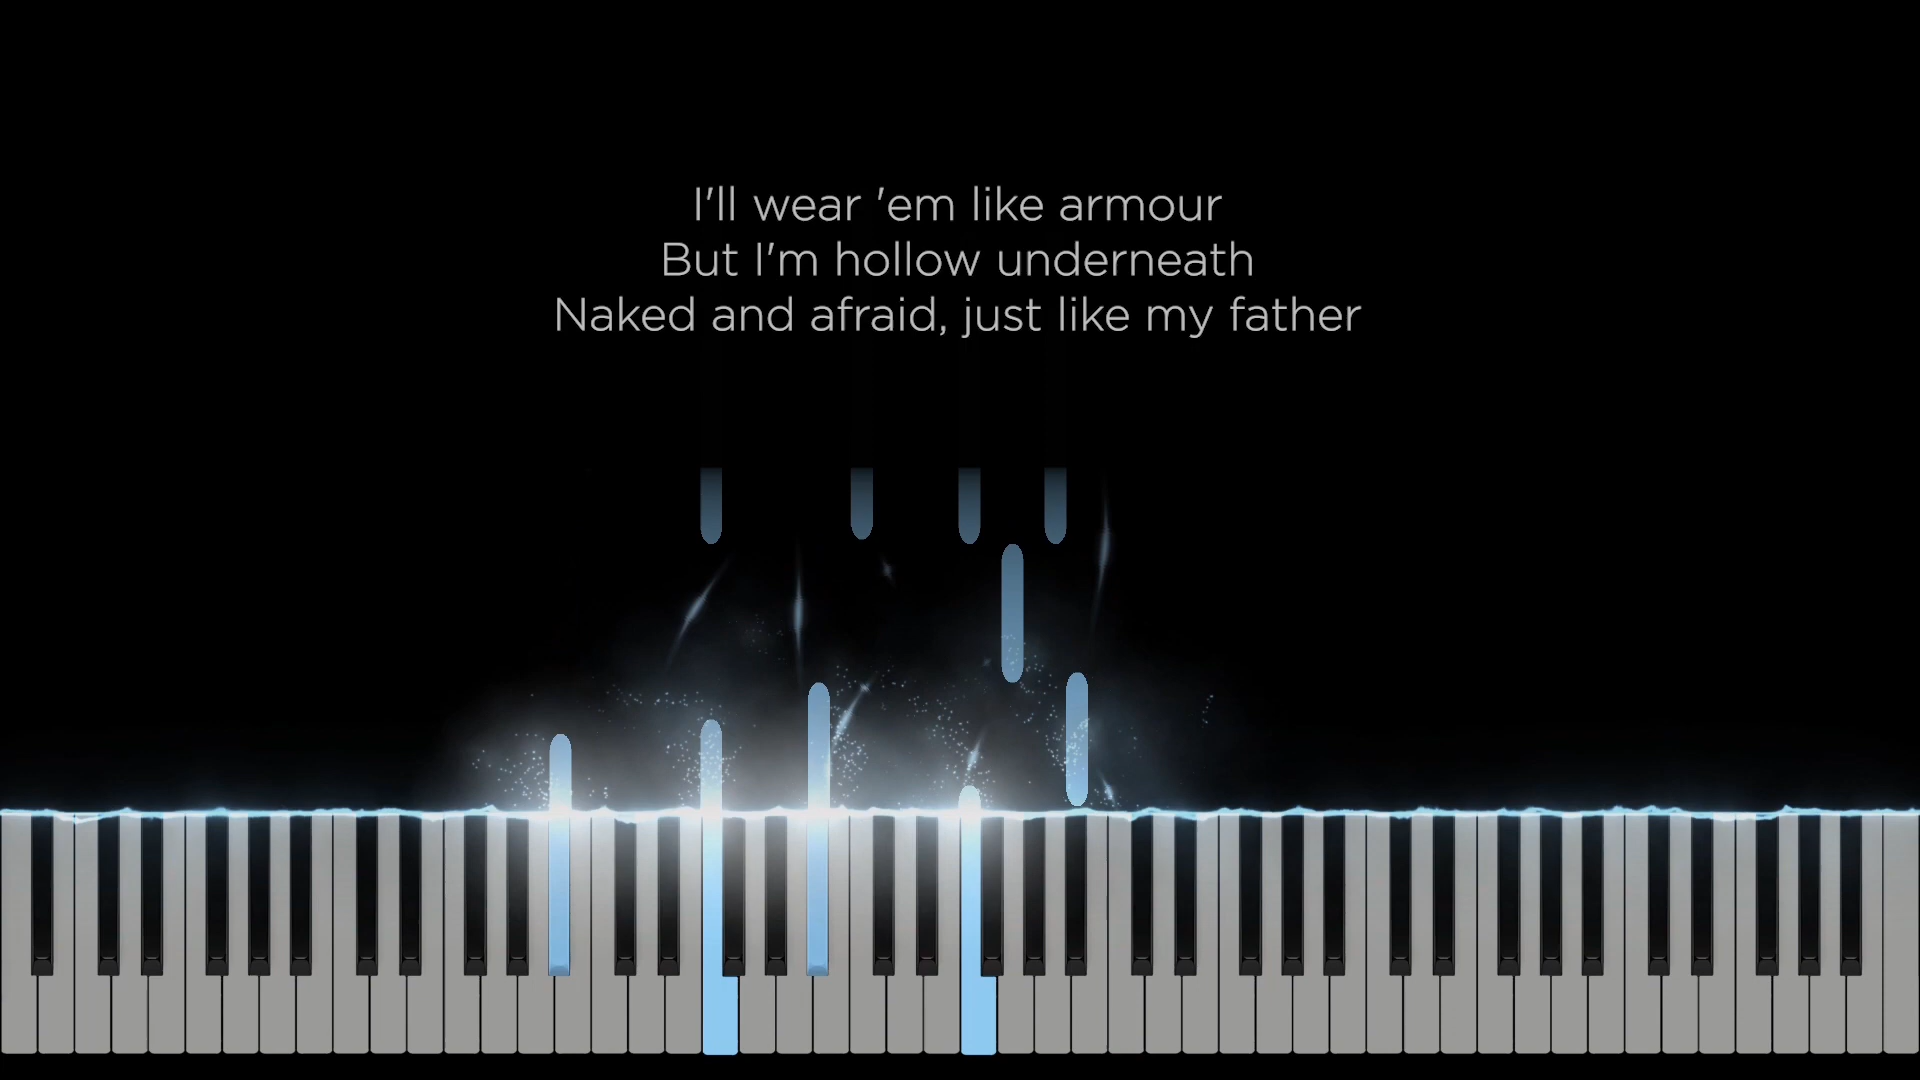 I'll wear 'em like armour
But I'm hollow underneath
Naked and afraid, just like my father